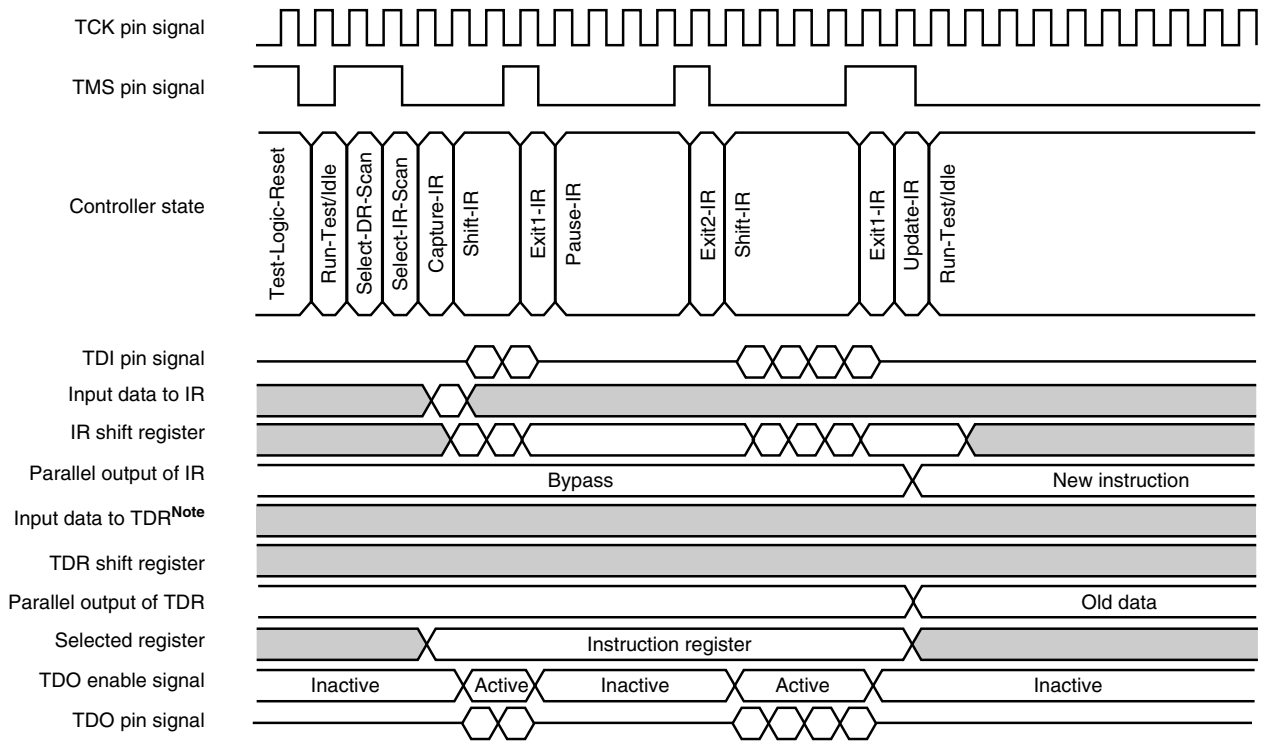 TCK pin signal
TMS pin signal
Controller state
Test-Logic-Reset
Run-Test/Idle
Select-DR-Scan
Select-IR-Scan
Capture-IR
Shift-IR
Exit1-IR
Pause-IR
Exit2-IR
Shift-IR
Exit1-IR
Update-IR
Run-Test/Idle
TDI pin signal
Input data to IR
IR shift register
Parallel output of IR
Bypass
New instruction
Input data to TDRNote
TDR shift register
Parallel output of TDR
Old data
Selected register
Instruction register
TDO enable signal
Inactive
Active
Inactive
Active
Inactive
TDO pin signal